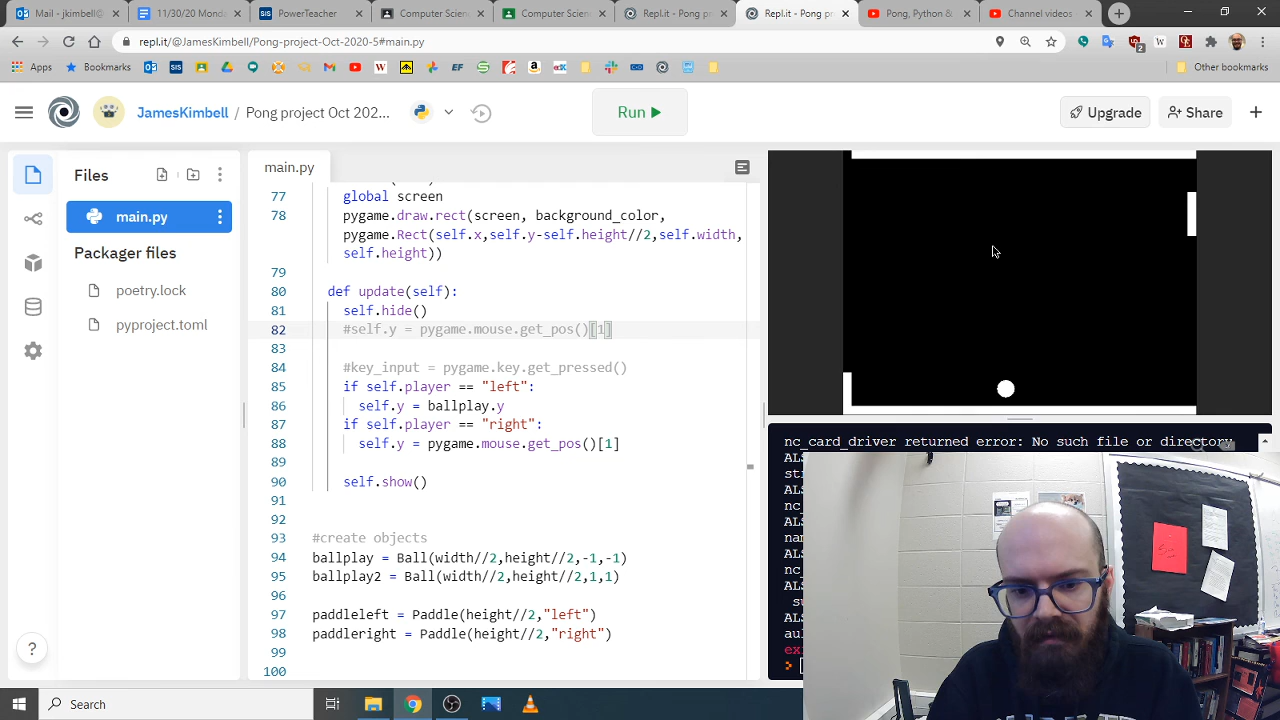 Mail - jkimbell@
11/30/20 Monda
PowerTeacher
Computer Scien
Computer Scienc
Repl.it - Pong pr
Repl.it - Pong pr
Pong, Python &
Channel videos
repl.it/@JamesKimbell/Pong-project-Oct-2020-5#main.py
Apps
Bookmarks
Other bookmarks
JamesKimbell / Pong project Oct 202...
Run
Upgrade
Share
Files
main.py
Packager files
poetry.lock
pyproject.toml
main.py
77 global screen
78 pygame.draw.rect(screen, background_color,
pygame.Rect(self.x,self.y-self.height//2,self.width,
self.height))
79
80 def update(self):
81 self.hide()
82 #self.y = pygame.mouse.get_pos()[1]
83
84 #key_input = pygame.key.get_pressed()
85 if self.player == "left":
86 self.y = ballplay.y
87 if self.player == "right":
88 self.y = pygame.mouse.get_pos()[1]
89
90 self.show()
91
92
93 #create objects
94 ballplay = Ball(width//2,height//2,-1,-1)
95 ballplay2 = Ball(width//2,height//2,1,1)
96
97 paddleleft = Paddle(height//2,"left")
98 paddleright = Paddle(height//2,"right")
99
100
nc_card_driver returned error: No such file or directory
?
Search